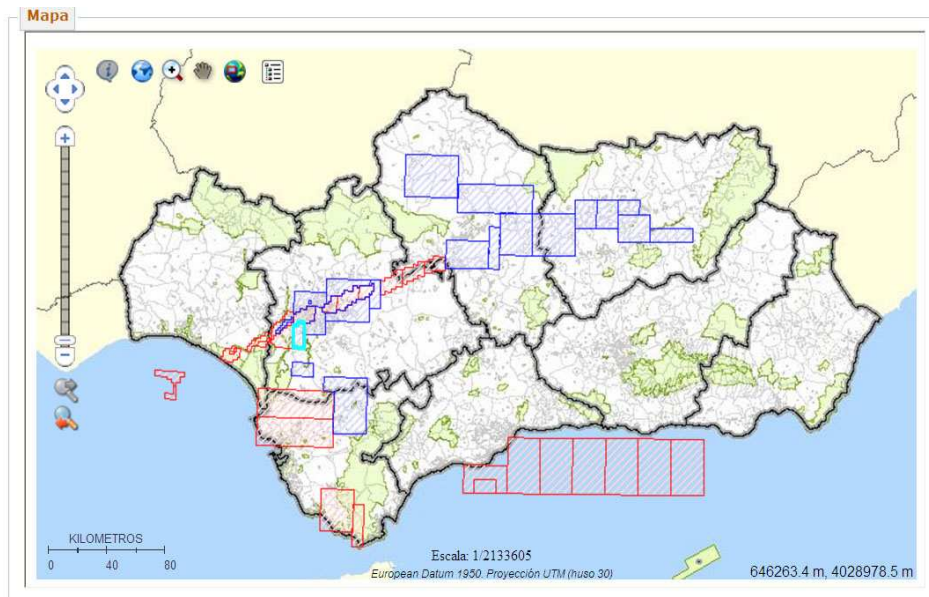 Mapa
KILOMETROS
0 40 80
Escala: 1/2133605
European Datum 1950. Proyección UTM (huso 30)
646263.4 m, 4028978.5 m